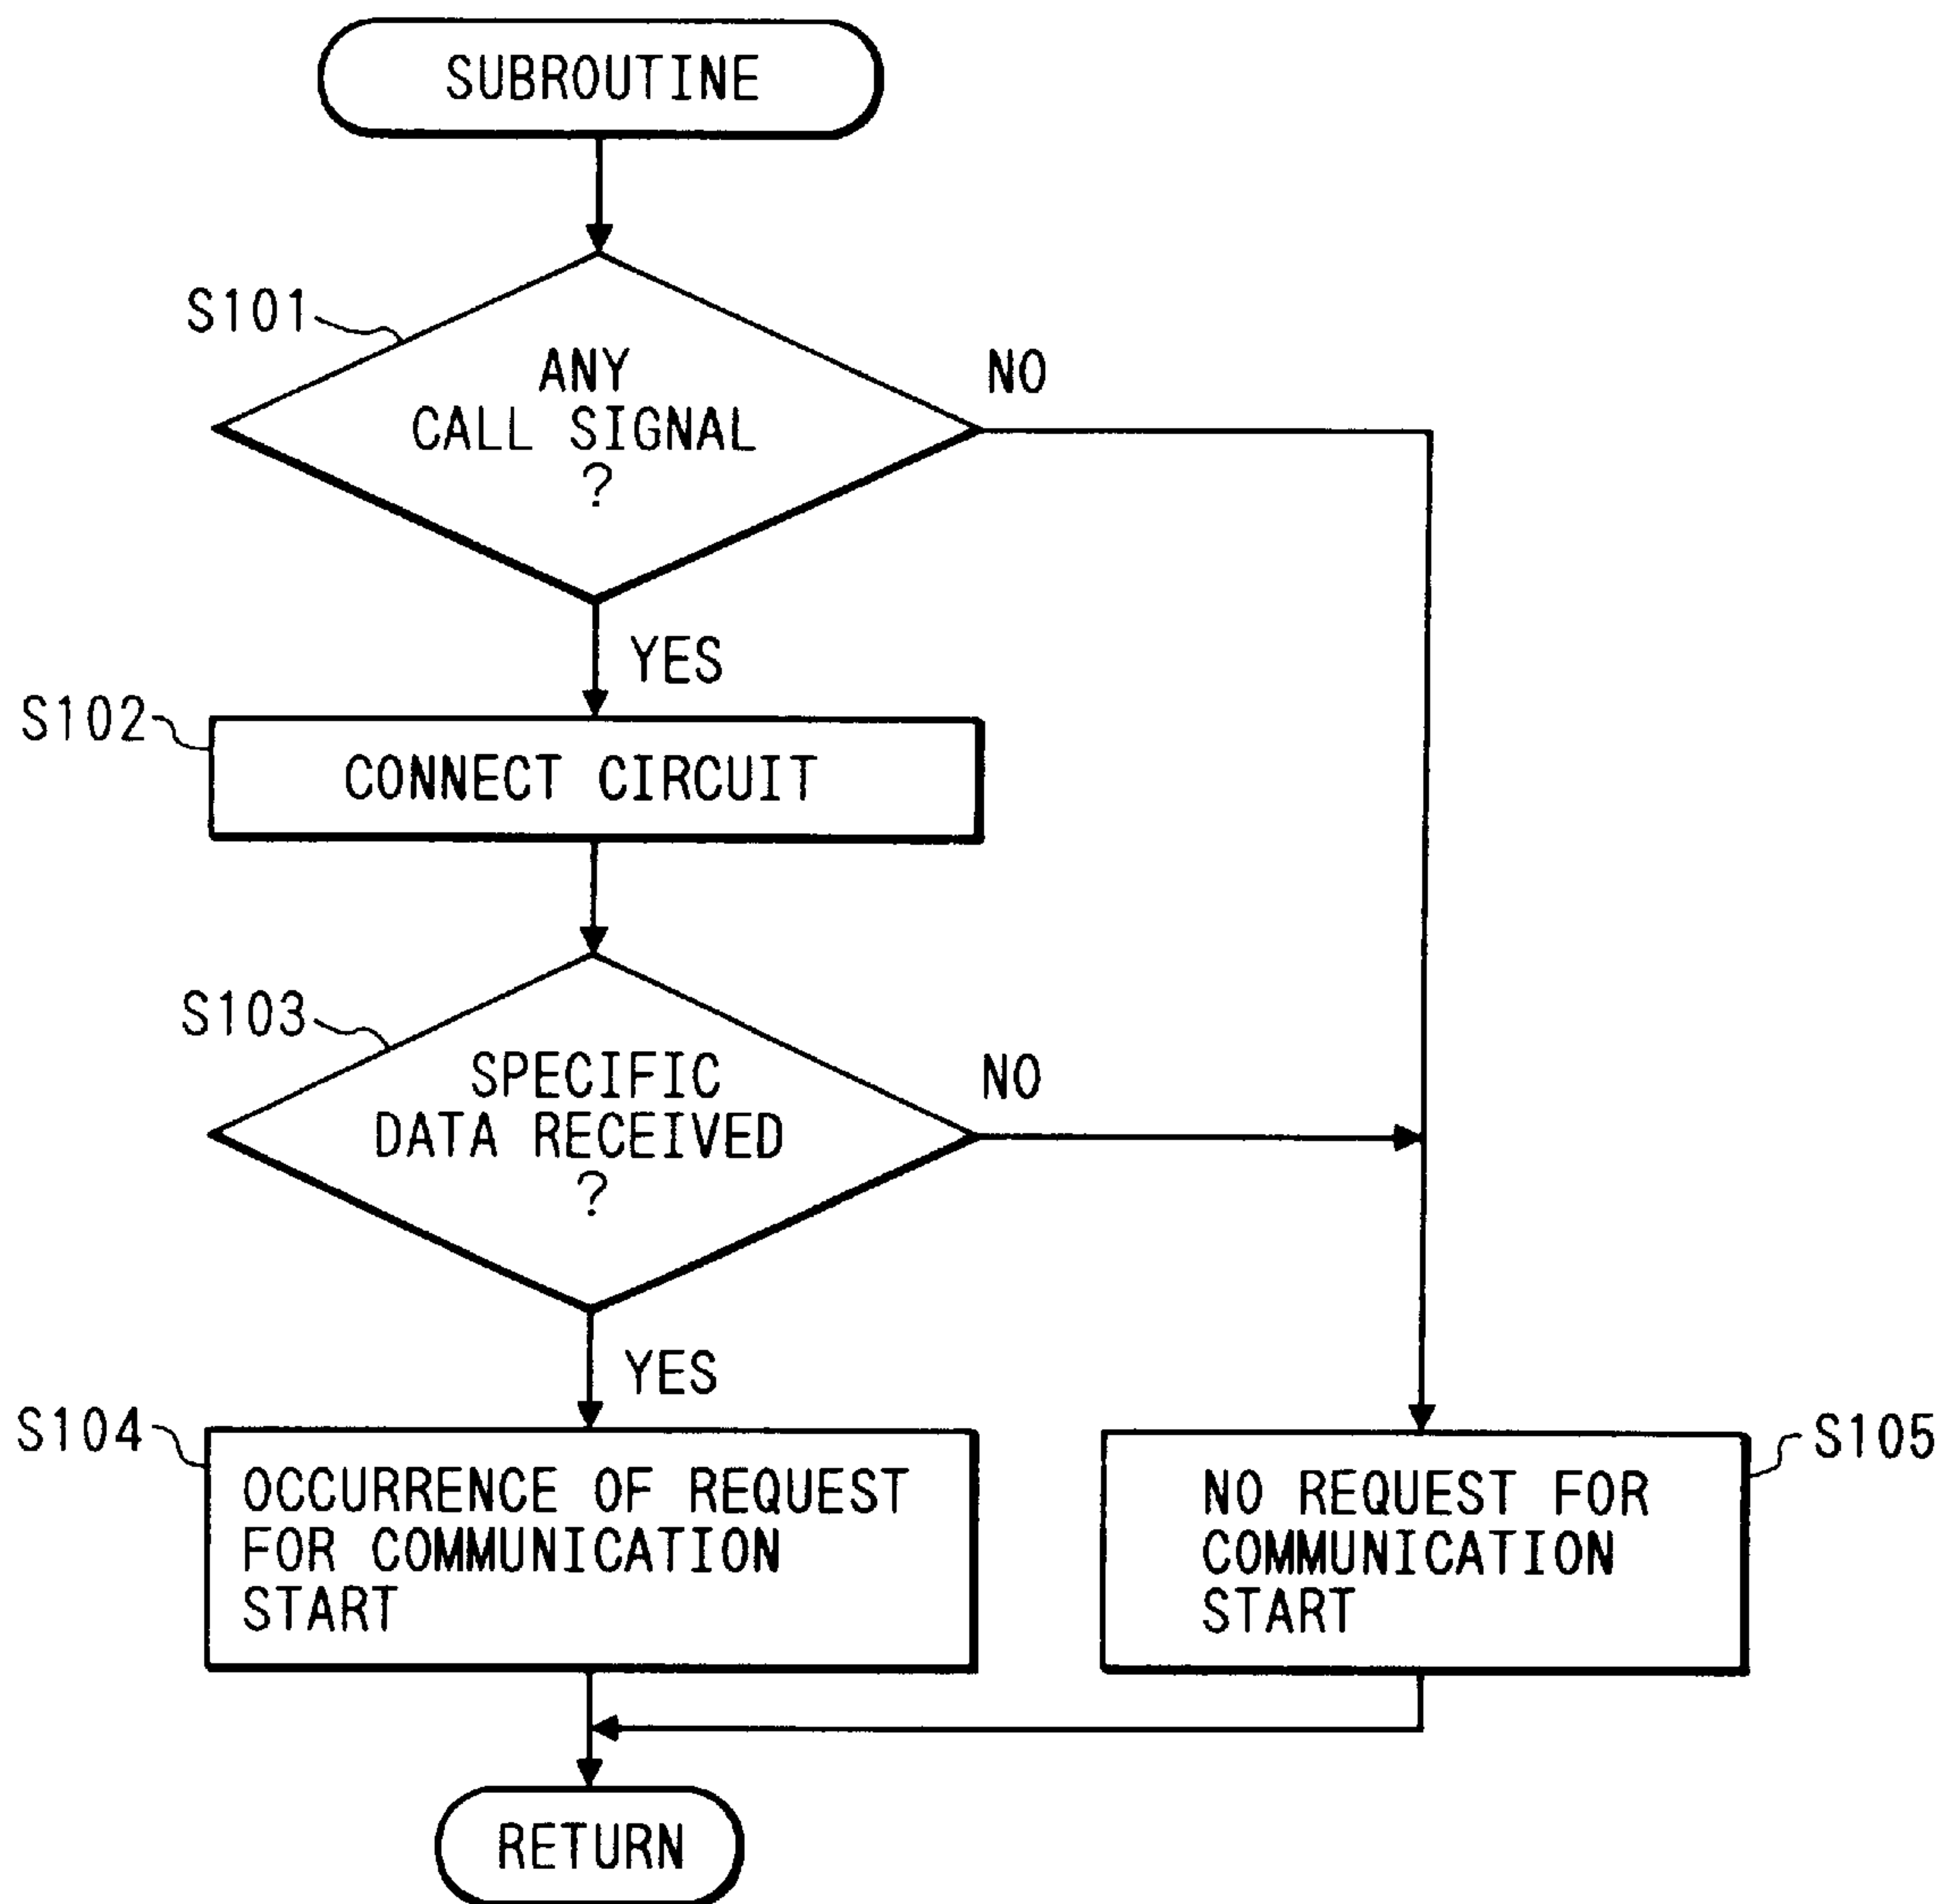 SUBROUTINE
S101
ANY
CALL SIGNAL
?
NO
YES
S102
CONNECT CIRCUIT
S103
SPECIFIC
DATA RECEIVED
?
NO
YES
S104
OCCURRENCE OF REQUEST
FOR COMMUNICATION
START
S105
NO REQUEST FOR
COMMUNICATION
START
RETURN